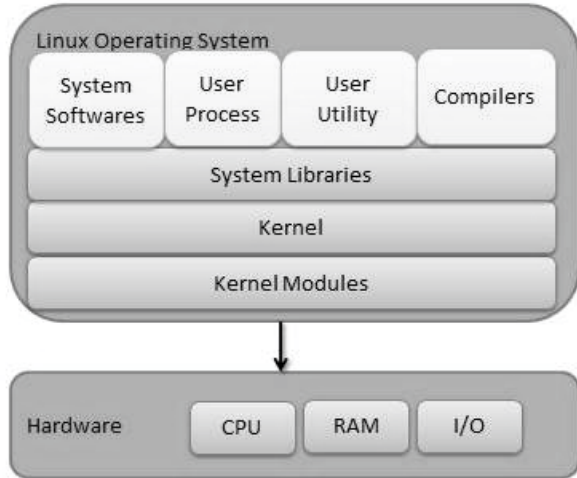 Linux Operating System
System
Softwares
User
Process
User
Utility
Compilers
System Libraries
Kernel
Kernel Modules
Hardware
CPU
RAM
I/O